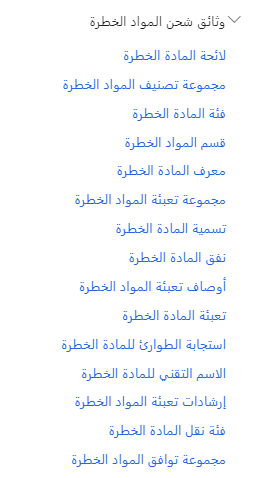 وثائق شحن المواد الخطرة
لائحة المادة الخطرة
مجموعة تصنيف المواد الخطرة
فئة المادة الخطرة
قسم المواد الخطرة
معرف المادة الخطرة
مجموعة تعبئة المواد الخطرة
تسمية المادة الخطرة
نفق المادة الخطرة
أوصاف تعبئة المواد الخطرة
تعبئة المادة الخطرة
استجابة الطوارئ للمادة الخطرة
الاسم التقني للمادة الخطرة
إرشادات تعبئة المواد الخطرة
فئة نقل المادة الخطرة
مجموعة توافق المواد الخطرة